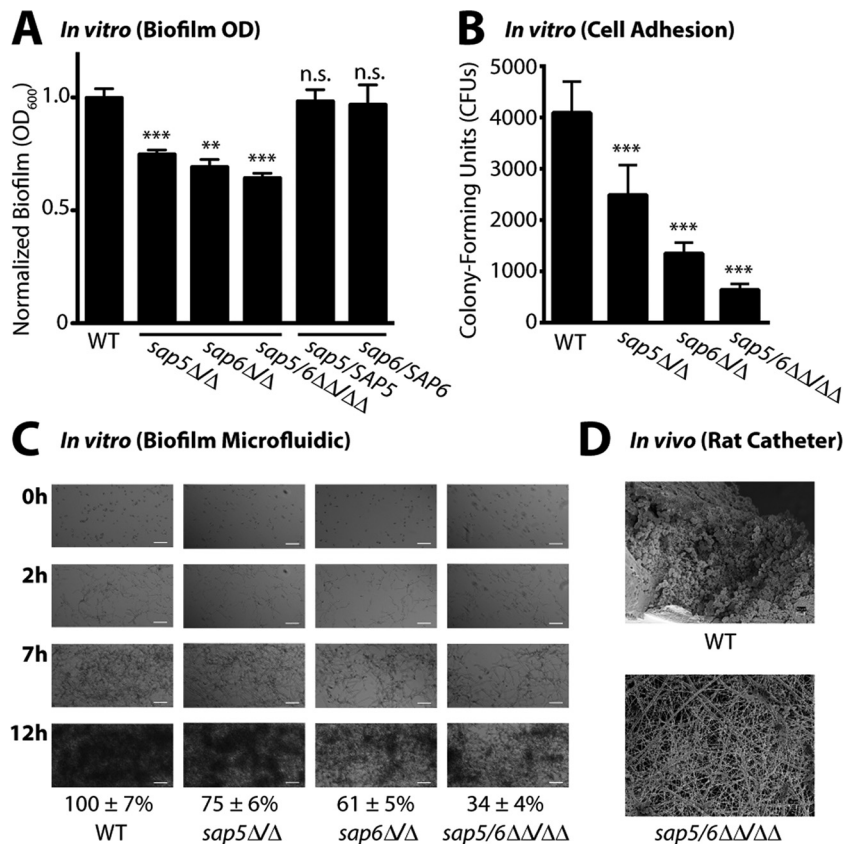 A In vitro (Biofilm OD)
Normalized Biofilm (OD600)
1.0
0.5
0
***
**
***
n.s.
n.s.
WT
sap5Δ/Δ
sap6Δ/Δ
sap5/6ΔΔ/ΔΔ
sap5/SAP5
sap6/SAP6
B In vitro (Cell Adhesion)
Colony-Forming Units (CFUs)
5000
4000
3000
2000
1000
0
***
***
***
WT
sap5Δ/Δ
sap6Δ/Δ
sap5/6ΔΔ/ΔΔ
C In vitro (Biofilm Microfluidic)
0h
2h
7h
12h
100 ± 7% 75 ± 6% 61 ± 5% 34 ± 4%
WT sap5Δ/Δ sap6Δ/Δ sap5/6ΔΔ/ΔΔ
D In vivo (Rat Catheter)
WT
sap5/6ΔΔ/ΔΔ